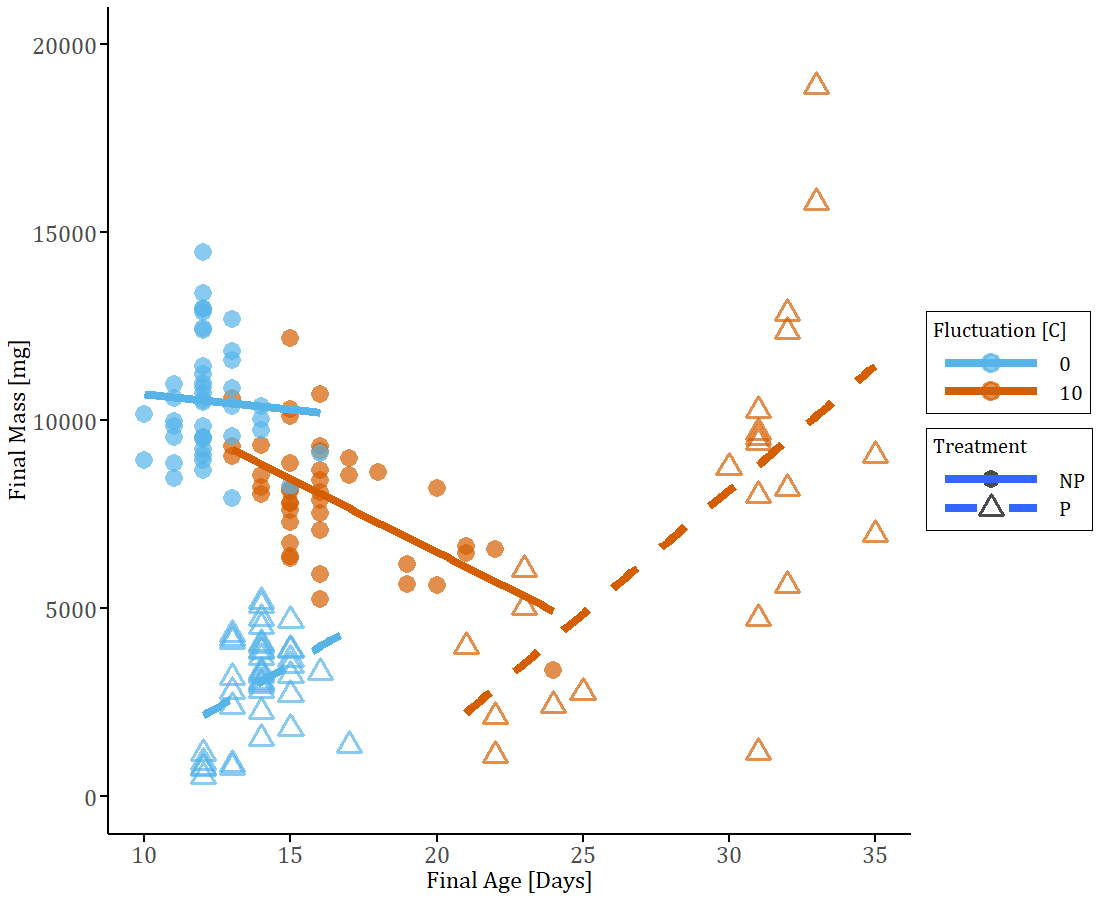 20000
15000
10000
5000
0
Final Mass [mg]
10 15 20 25 30 35
Final Age [Days]
Fluctuation [C]
0
10
Treatment
NP
P